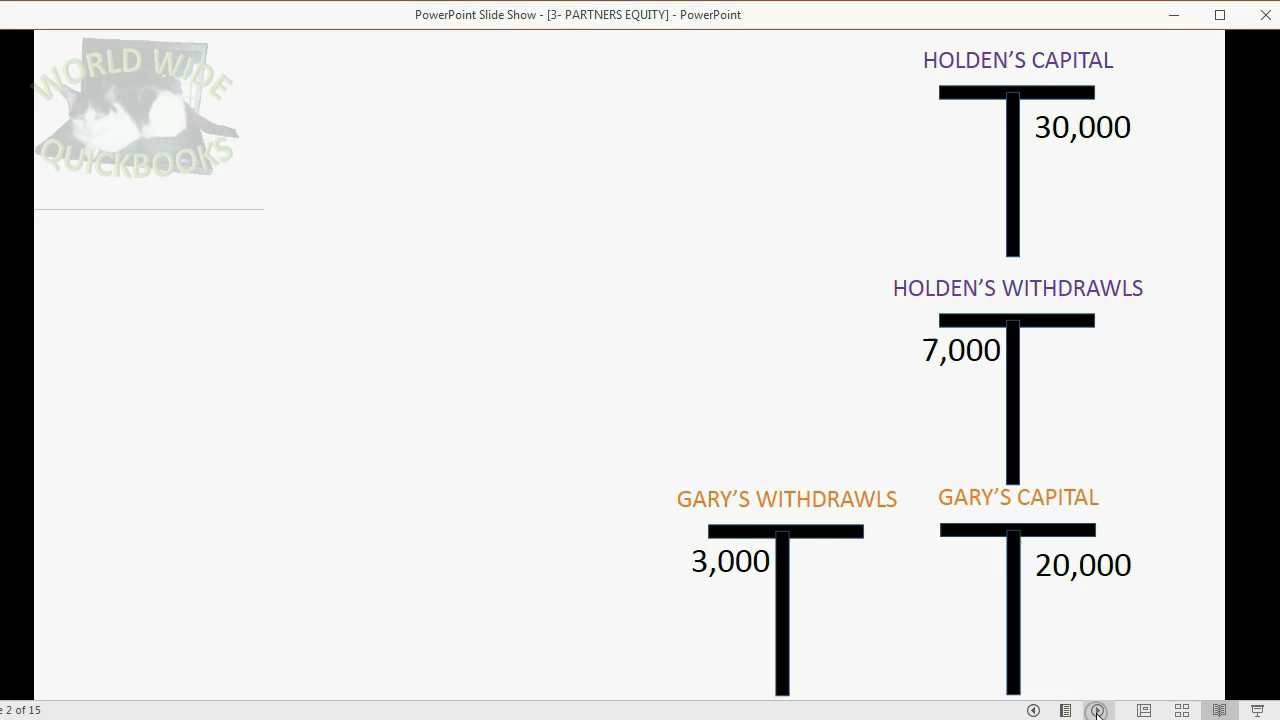 PowerPoint Slide Show - [3- PARTNERS EQUITY] - PowerPoint
WORLD WIDE
QUICKBOOKS
HOLDEN'S CAPITAL
30,000
HOLDEN'S WITHDRAWLS
7,000
GARY'S WITHDRAWLS
3,000
GARY'S CAPITAL
20,000
e 2 of 15